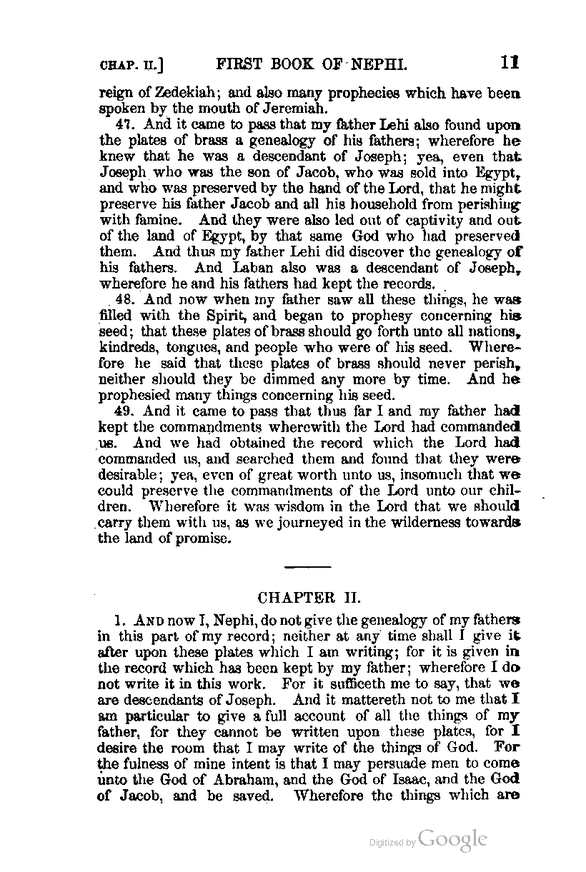 CHAP. II.] FIRST BOOK OF NEPHI. 11
reign of Zedekiah; and also many prophecies which have been
spoken by the mouth of Jeremiah.
47. And it came to pass that my father Lehi also found upon
the plates of brass a genealogy of his fathers; wherefore he
knew that he was a descendant of Joseph; yea, even that
Joseph who was the son of Jacob, who was sold into Egypt,
and who was preserved by the hand of the Lord, that he might
preserve his father Jacob and all his household from perishing
with famine. And they were also led out of captivity and out
of the land of Egypt, by that same God who had preserved
them. And thus my father Lehi did discover the genealogy of
his fathers. And Laban also was a descendant of Joseph,
wherefore he and his fathers had kept the records.
48. And now when my father saw all these things, he was
filled with the Spirit, and began to prophesy concerning his
seed; that these plates of brass should go forth unto all nations,
kindreds, tongues, and people who were of his seed. Where-
fore he said that these plates of brass should never perish,
neither should they be dimmed any more by time. And he
prophesied many things concerning his seed.
49. And it came to pass that thus far I and my father had
kept the commandments wherewith the Lord had commanded
us. And we had obtained the record which the Lord had
commanded us, and searched them and found that they were
desirable; yea, even of great worth unto us, insomuch that we
could preserve the commandments of the Lord unto our chil-
dren. Wherefore it was wisdom in the Lord that we should
carry them with us, as we journeyed in the wilderness towards
the land of promise.
CHAPTER II.
1. AND now I, Nephi, do not give the genealogy of my fathers
in this part of my record; neither at any time shall I give it
after upon these plates which I am writing; for it is given in
the record which has been kept by my father; wherefore I do
not write it in this work. For it sufficeth me to say, that we
are descendants of Joseph. And it mattereth not to me that I
am particular to give a full account of all the things of my
father, for they cannot be written upon these plates, for I
desire the room that I may write of the things of God. For
the fulness of mine intent is that I may persuade men to come
unto the God of Abraham, and the God of Isaac, and the God
of Jacob, and be saved. Wherefore the things which are
Digitized by Google